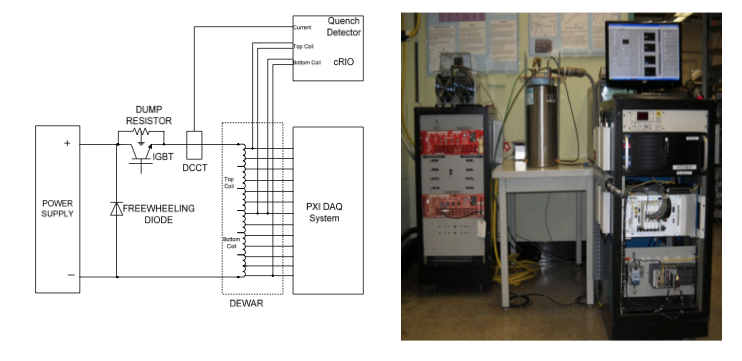 Quench
Detector
Current
Top Coil
Bottom Coil
cRIO
DUMP
RESISTOR
IGBT
DCCT
+
POWER
SUPPLY
FREEWHEELING
DIODE
Top
Coil
Bottom
Coil
PXI DAQ
System
DEWAR